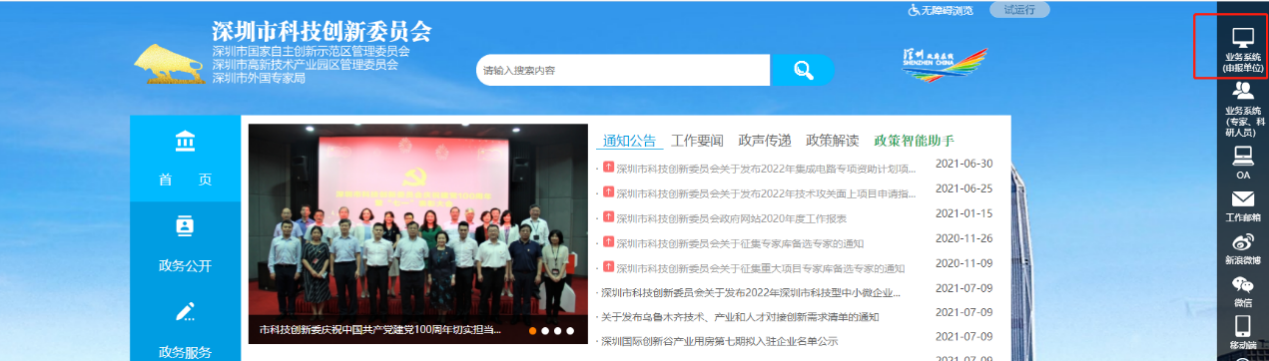 无障碍浏览
试运行
深圳市科技创新委员会
深圳市国家自主创新示范区管理委员会
深圳市高新技术产业园区管理委员会
深圳市外国专家局
请输入搜索内容
深圳 政府系统
SHENZHEN CHINA
首 页
政务公开
政务服务
市科技创新委庆祝中国共产党建党100周年切实担当...
通知公告 工作要闻 政声传递 政策解读 政策智能助手
· 深圳市科技创新委员会关于发布2022年集成电路专项资助计划项... 2021-06-30
· 深圳市科技创新委员会关于发布2022年技术攻关面上项目申请指... 2021-06-25
· 深圳市科技创新委员会政府网站2020年度工作报表 2021-01-15
· 深圳市科技创新委员会关于征集专家库备选专家的通知 2020-11-26
· 深圳市科技创新委员会关于征集重大项目专家库备选专家的通知 2020-11-09
· 深圳市科技创新委员会关于发布2022年深圳市科技型中小微企业... 2021-07-09
· 关于发布乌鲁木齐技术、产业和人才对接创新需求清单的通知 2021-07-09
· 深圳国际创新谷产业用房第七期拟入驻企业名单公示 2021-07-09
2021-07-09
业务系统
(申报单位)
业务系统
(专家、科
研人员)
OA
工作邮箱
新浪微博
微信
移动端